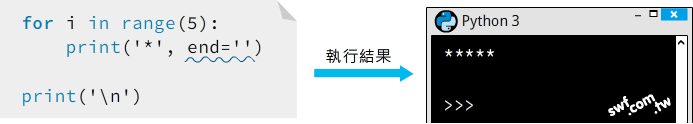 for i in range(5):
    print('*', end='')
print('\n')
執行結果
Python 3
*****
>>>
swf.com.tw